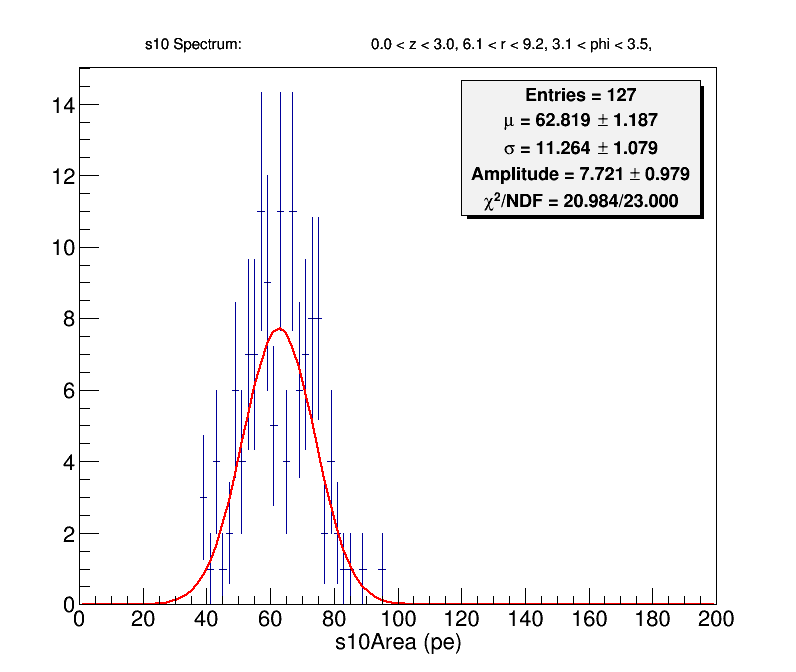 s10 Spectrum: 0.0 < z < 3.0, 6.1 < r < 9.2, 3.1 < phi < 3.5,
Entries = 127
μ = 62.819 ± 1.187
σ = 11.264 ± 1.079
Amplitude = 7.721 ± 0.979
χ²/NDF = 20.984/23.000
14
12
10
8
6
4
2
0
0 20 40 60 80 100 120 140 160 180 200
s10Area (pe)